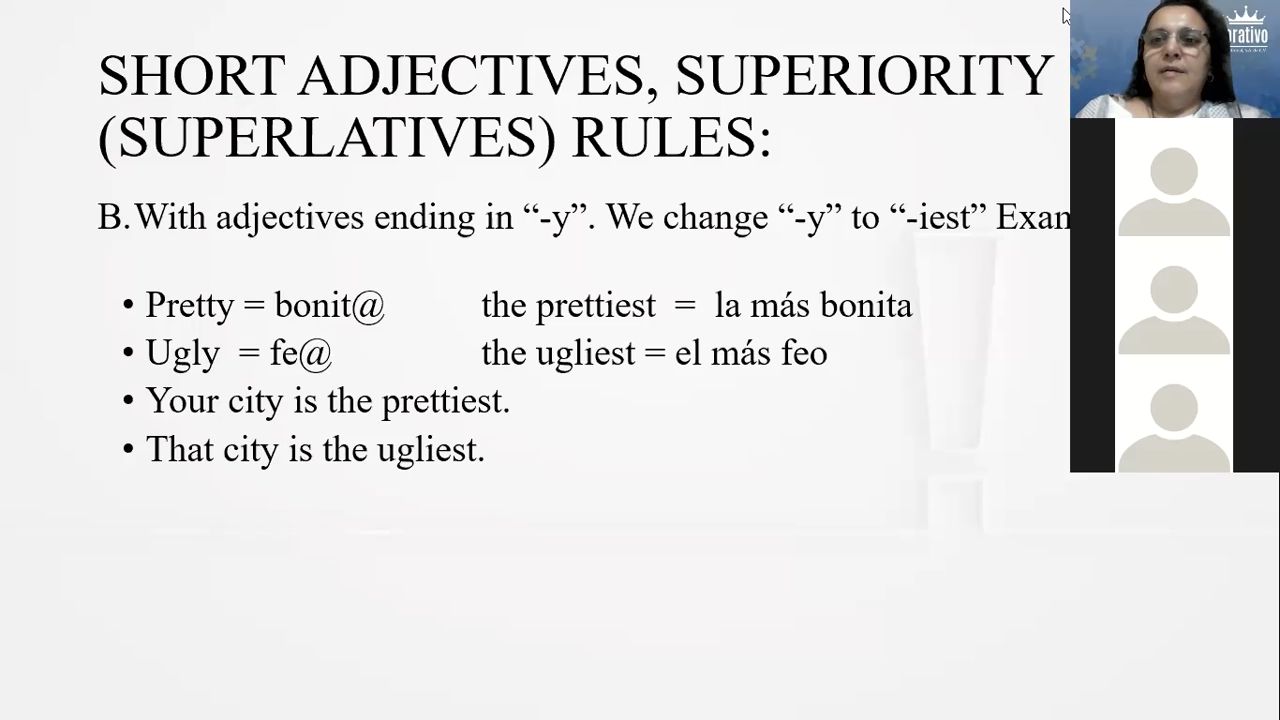 SHORT ADJECTIVES, SUPERIORITY
(SUPERLATIVES) RULES:
B. With adjectives ending in “-y”. We change “-y” to “-iest”
• Pretty = bonit@ the prettiest = la más bonita
• Ugly = fe@ the ugliest = el más feo
• Your city is the prettiest.
• That city is the ugliest.